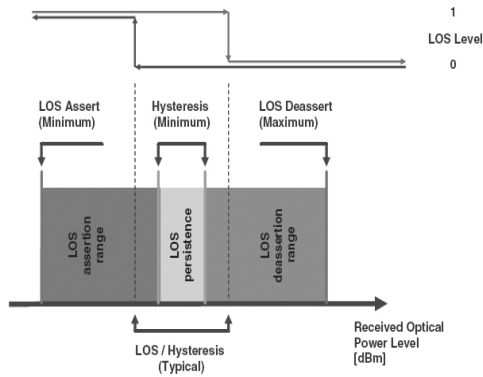 1
LOS Level
0
LOS Assert
(Minimum)
Hysteresis
(Minimum)
LOS Deassert
(Maximum)
LOS
assertion
range
LOS
persistence
LOS
deassertion
range
Received Optical
Power Level
[dBm]
LOS / Hysteresis
(Typical)